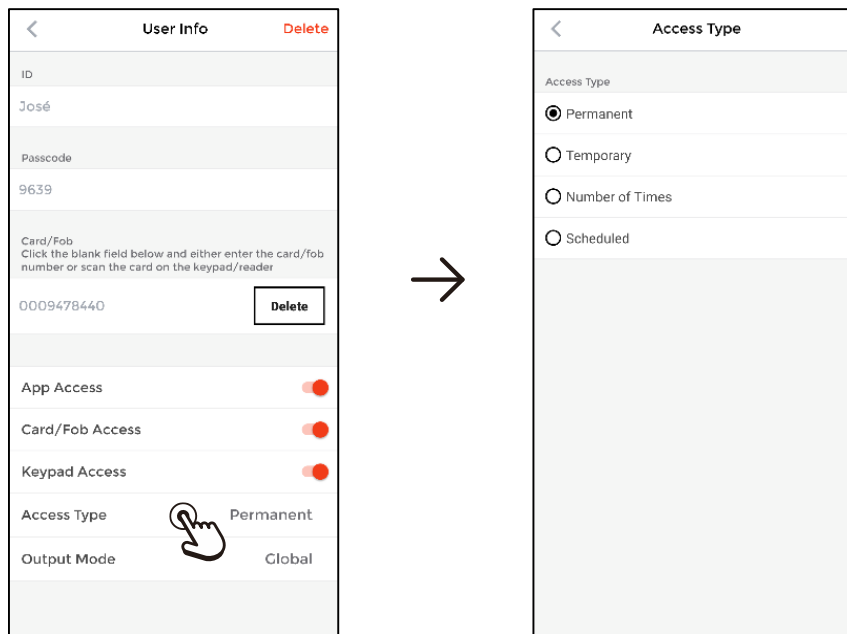 User Info
Delete
ID
José
Passcode
9639
Card/Fob
Click the blank field below and either enter the card/fob
number or scan the card on the keypad/reader
0009478440
Delete
App Access
Card/Fob Access
Keypad Access
Access Type
Permanent
Output Mode
Global
Access Type
Access Type
Permanent
Temporary
Number of Times
Scheduled